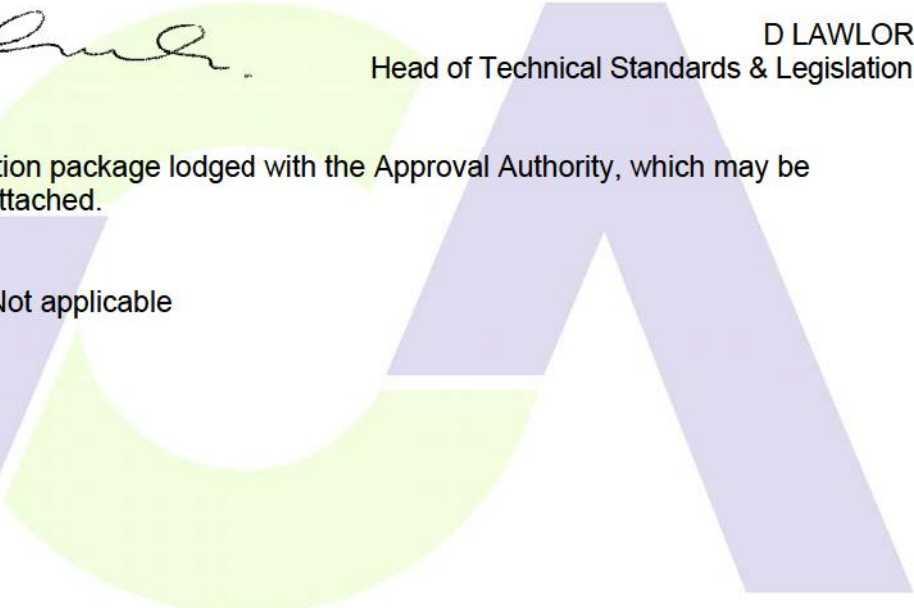 D LAWLOR
Head of Technical Standards & Legislation
tion package lodged with the Approval Authority, which may be
ttached.
Not applicable